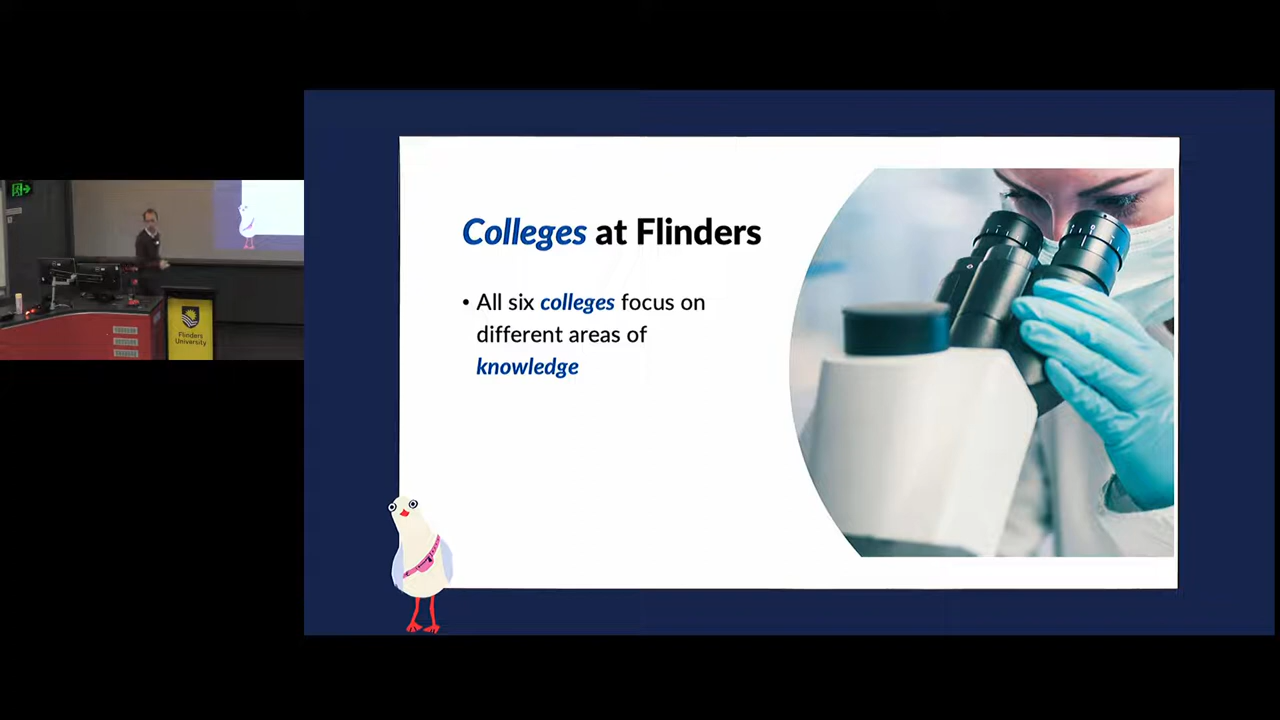 Colleges at Flinders
• All six colleges focus on
different areas of
knowledge
Flinders
University